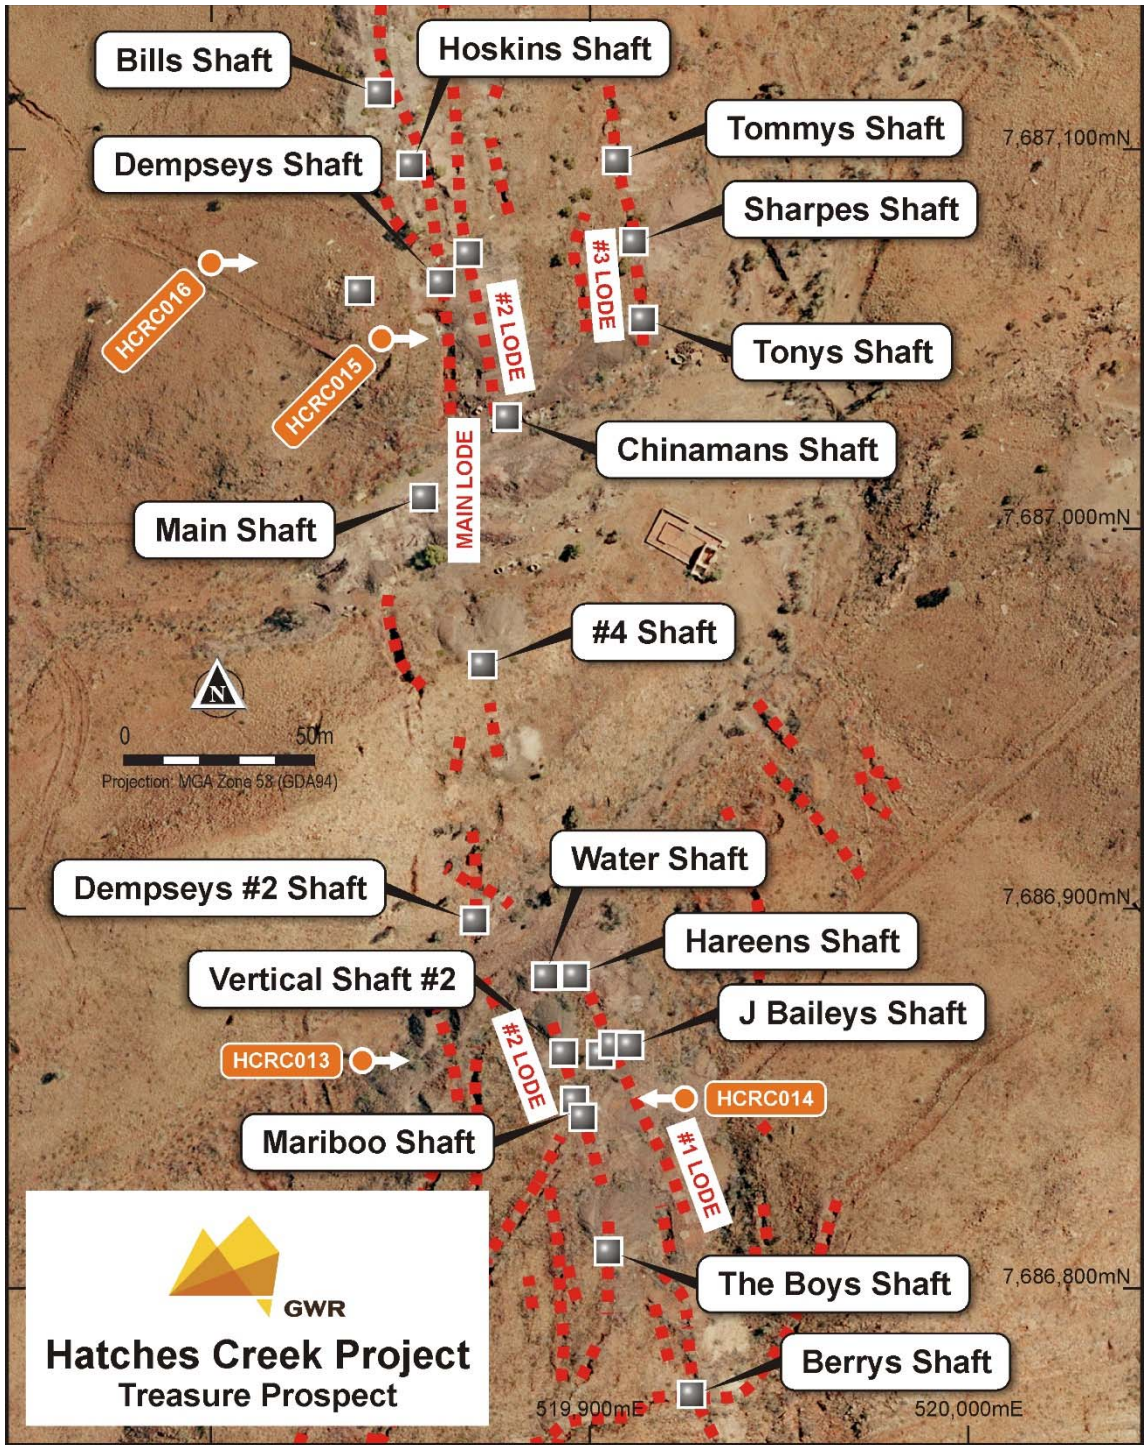 Bills Shaft
Hoskins Shaft
Tommys Shaft
7,687,100mN
Dempseys Shaft
Sharpes Shaft
HCRC016
#3 LODE
#2 LODE
HCRC015
Tonys Shaft
Chinamans Shaft
MAIN LODE
Main Shaft
7,687,000mN
#4 Shaft
N
0 50m
Projection: MGA Zone 53 (GDA94)
Water Shaft
Dempseys #2 Shaft
7,686,900mN
Hareens Shaft
Vertical Shaft #2
J Baileys Shaft
#2 LODE
HCRC013
HCRC014
Mariboo Shaft
#1 LODE
The Boys Shaft
7,686,800mN
GWR
Hatches Creek Project
Treasure Prospect
Berrys Shaft
519,900mE
520,000mE